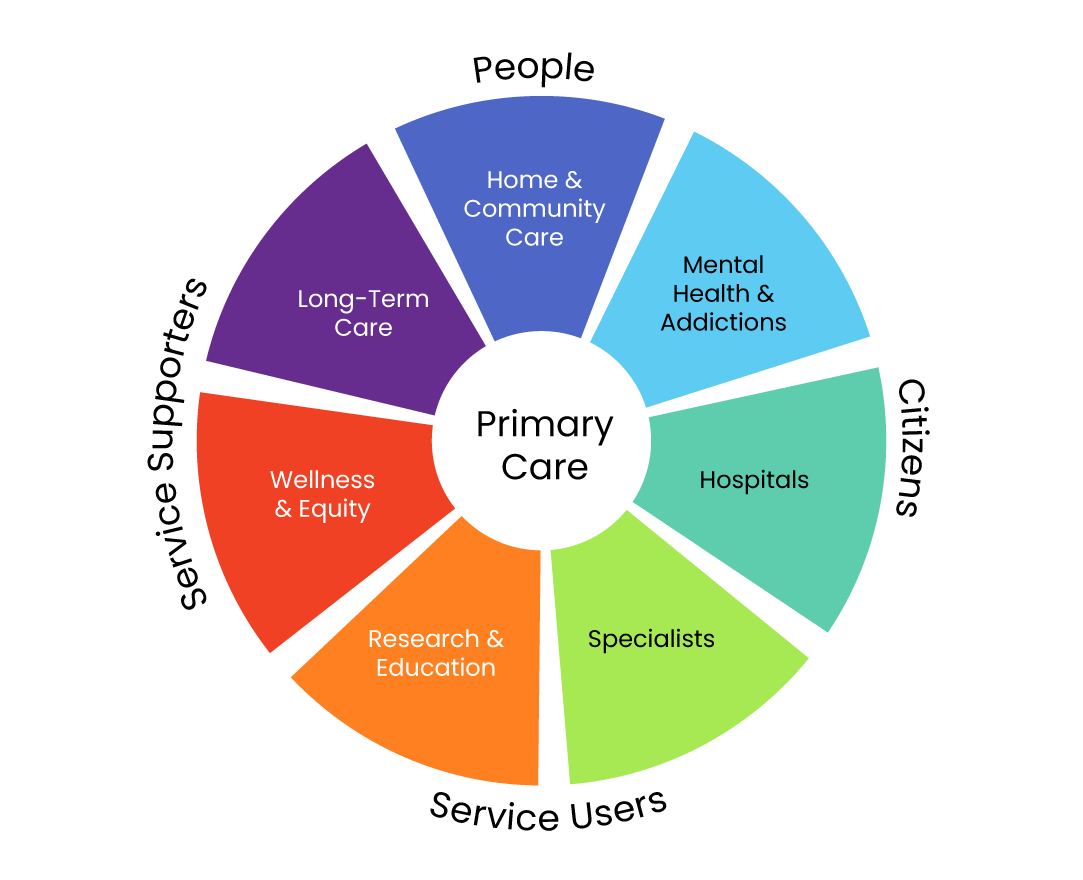 People
Home &
Community
Care
Mental
Health &
Addictions
Long-Term
Care
Service Supporters
Citizens
Primary
Care
Wellness
& Equity
Hospitals
Research &
Education
Specialists
Service Users